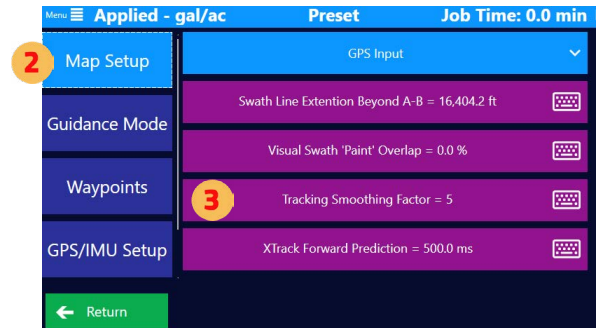 Menu Applied - gal/ac Preset Job Time: 0.0 min
2 Map Setup
GPS Input
Swath Line Extention Beyond A-B = 16,404.2 ft
Guidance Mode
Visual Swath 'Paint' Overlap = 0.0 %
Waypoints
3 Tracking Smoothing Factor = 5
GPS/IMU Setup
XTrack Forward Prediction = 500.0 ms
Return